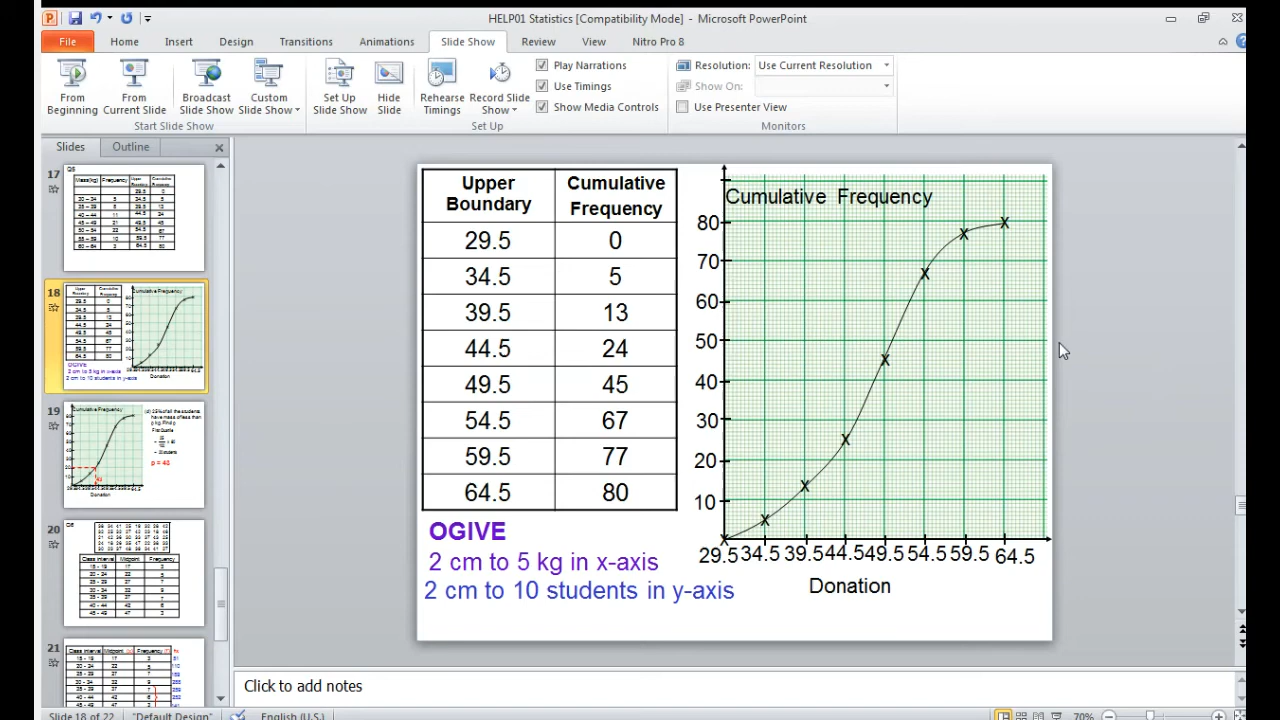 HELP01 Statistics [Compatibility Mode] - Microsoft PowerPoint
File Home Insert Design Transitions Animations Slide Show Review View Nitro Pro 8
From Beginning
From Current Slide
Broadcast Slide Show
Custom Slide Show
Start Slide Show
Set Up Slide Show
Hide Slide
Rehearse Timings
Record Slide Show
Play Narrations
Use Timings
Show Media Controls
Set Up
Resolution: Use Current Resolution
Show On:
Use Presenter View
Monitors
Slides Outline
17
18
19
20
21
Upper Boundary Cumulative Frequency
29.5 0
34.5 5
39.5 13
44.5 24
49.5 45
54.5 67
59.5 77
64.5 80
OGIVE
2 cm to 5 kg in x-axis
2 cm to 10 students in y-axis
Cumulative Frequency
80
70
60
50
40
30
20
10
29.5 34.5 39.5 44.5 49.5 54.5 59.5 64.5
Donation
Click to add notes
Slide 18 of 22 "Default Design" English (U.S.) 70%